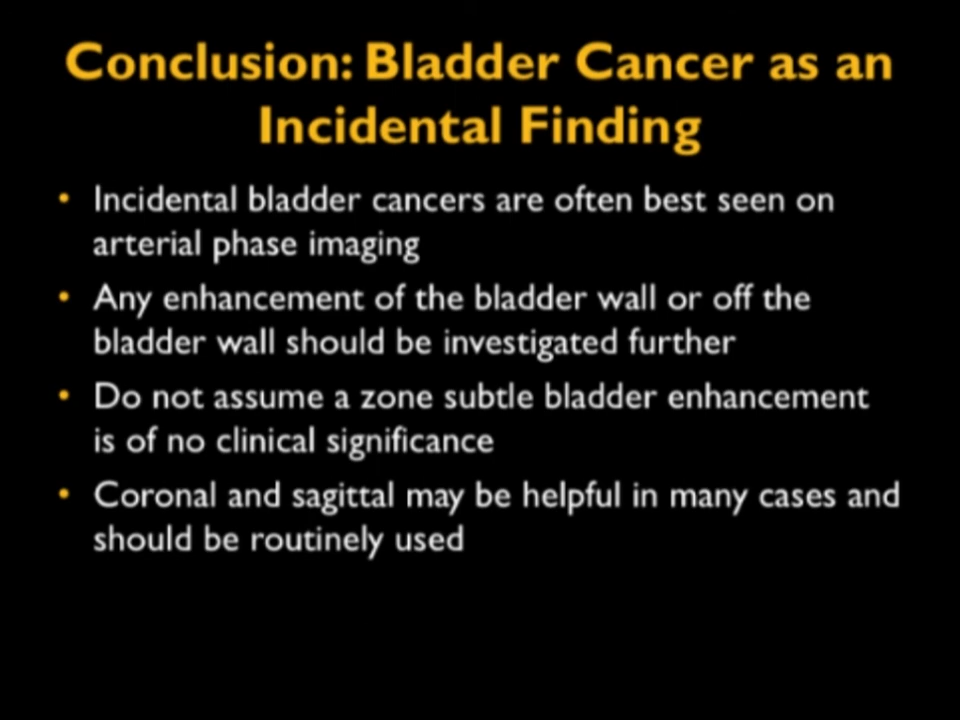 Conclusion: Bladder Cancer as an
Incidental Finding
• Incidental bladder cancers are often best seen on
arterial phase imaging
• Any enhancement of the bladder wall or off the
bladder wall should be investigated further
• Do not assume a zone subtle bladder enhancement
is of no clinical significance
• Coronal and sagittal may be helpful in many cases and
should be routinely used